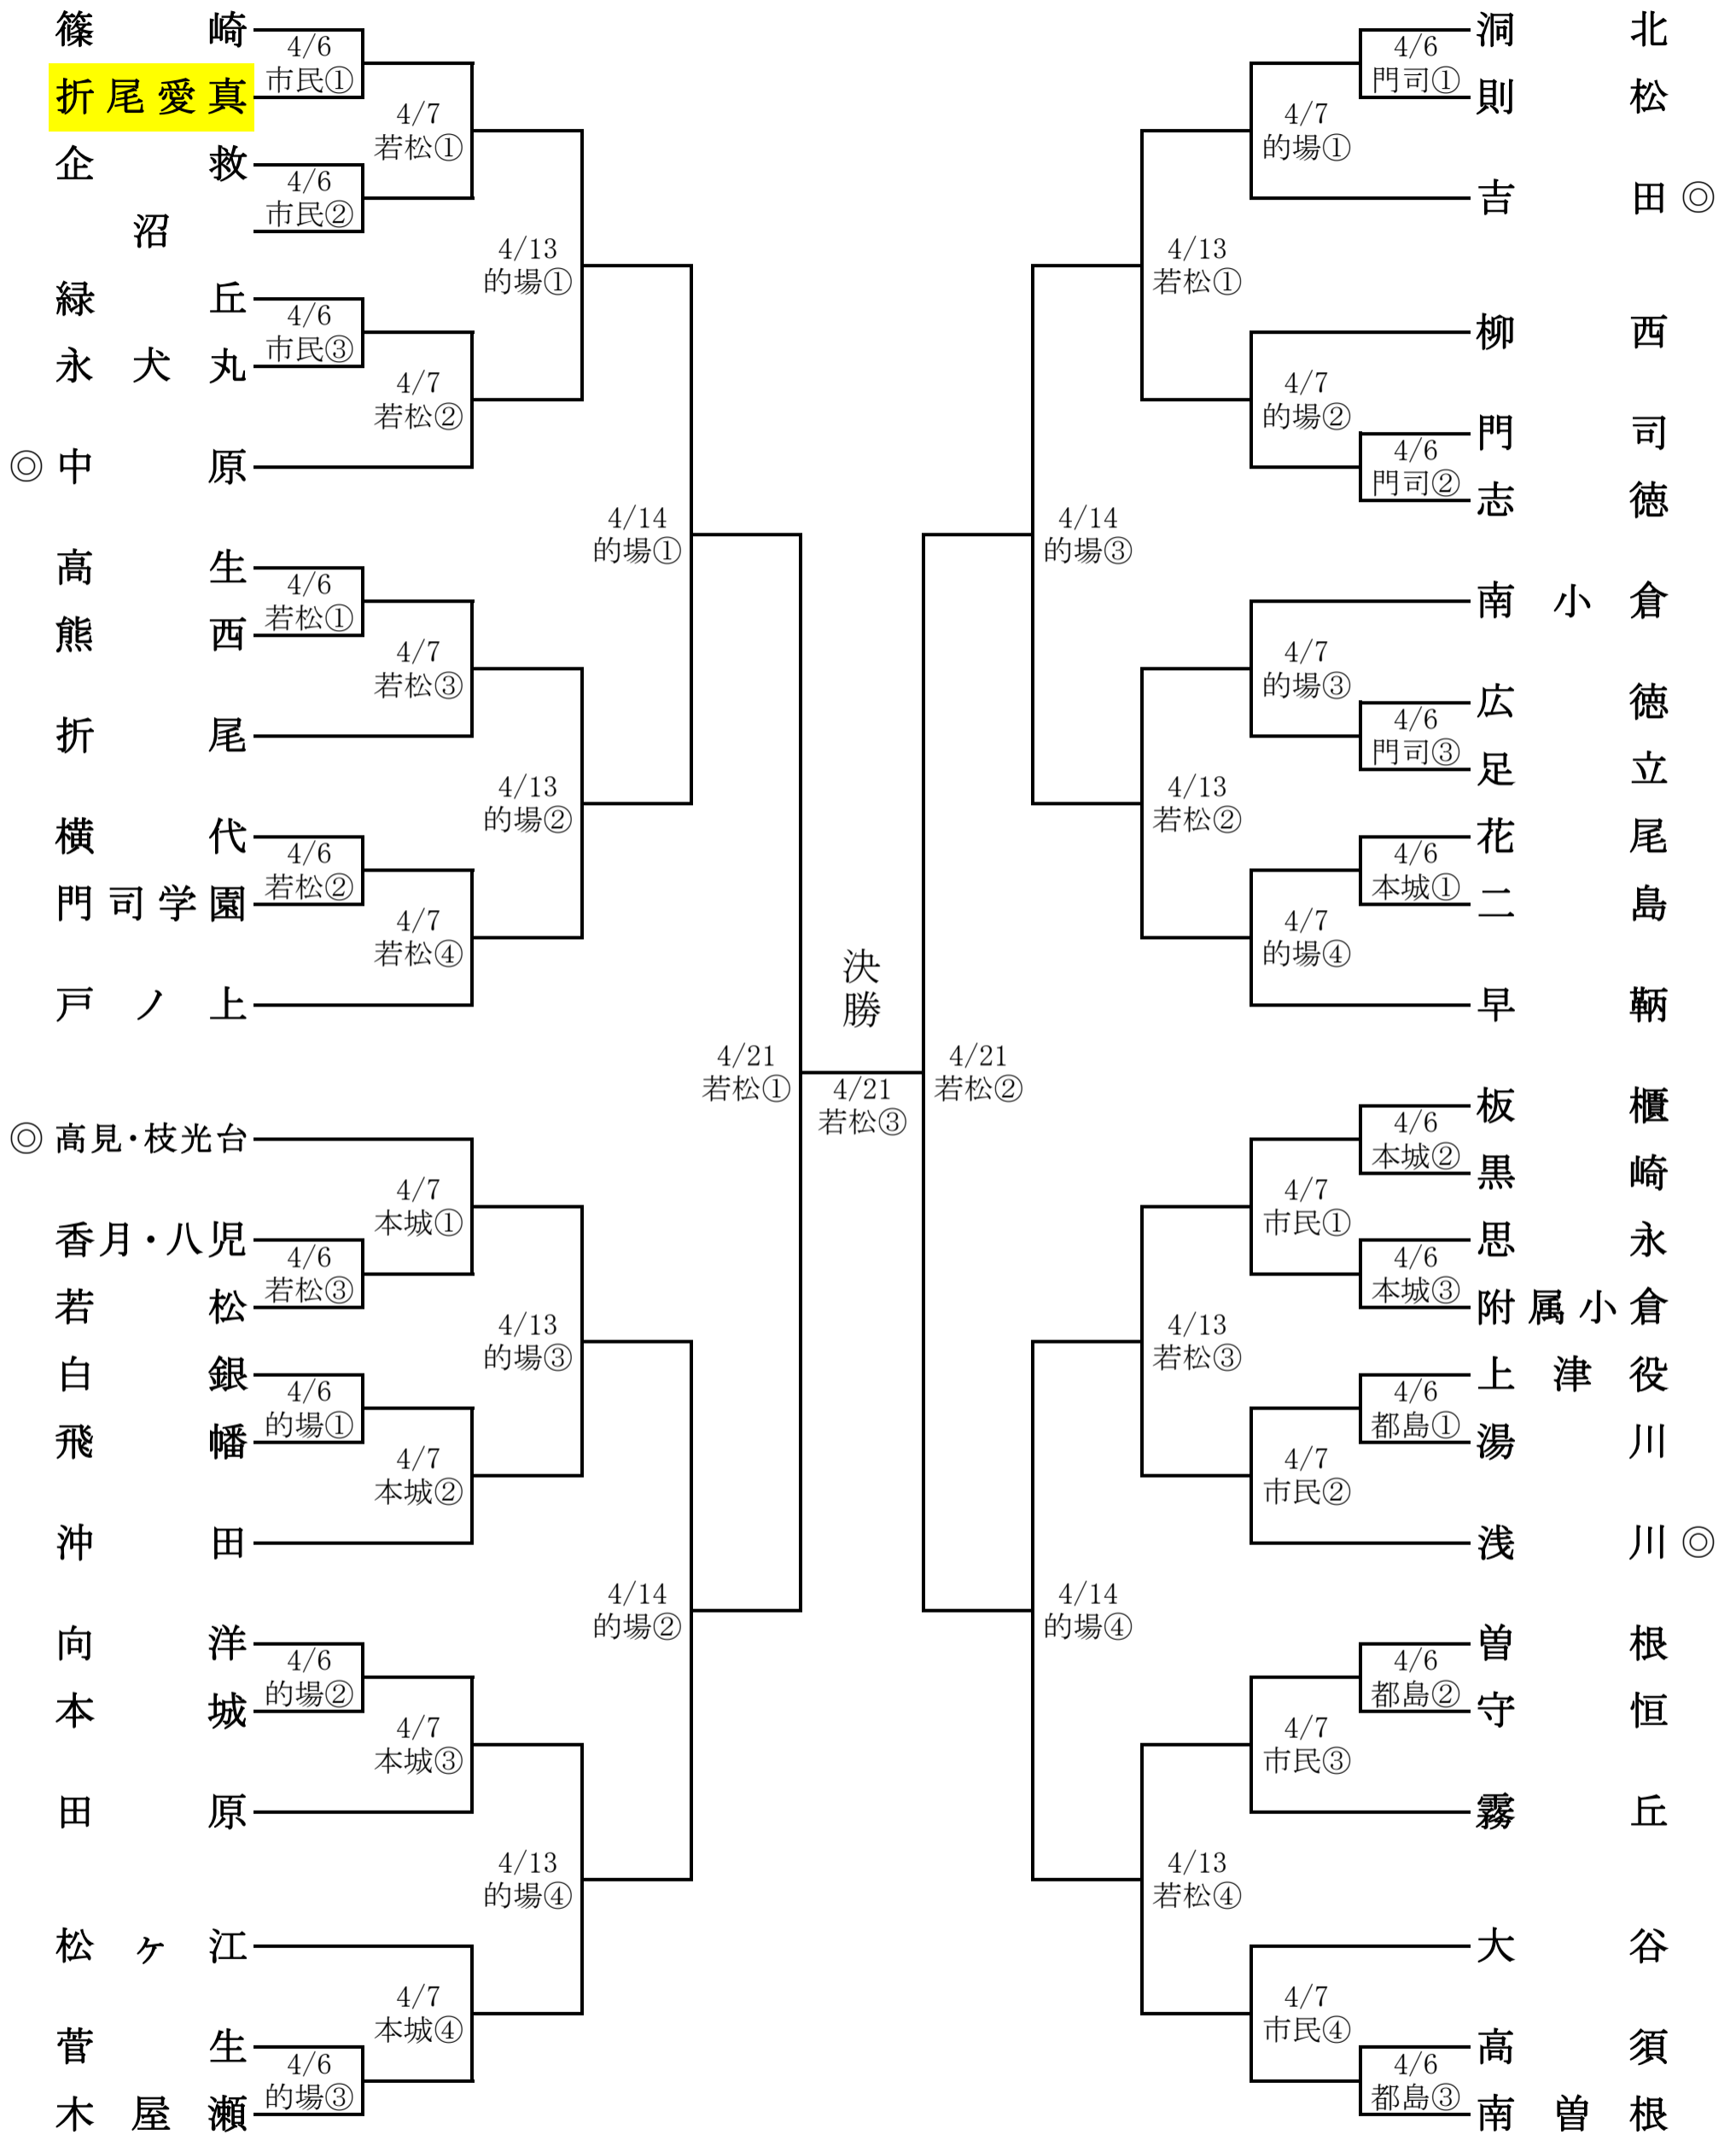 篠崎
4/6
市民①
折尾愛真
4/7
若松①
企救
4/6
市民②
沼
4/13
的場①
緑丘
4/6
市民③
永犬丸
4/7
若松②
◎中原
4/14
的場①
高生
4/6
若松①
熊西
4/7
若松③
折尾
4/13
的場②
横代
4/6
若松②
門司学園
4/7
若松④
戸ノ上
4/21
若松①
◎高見・枝光台
4/7
本城①
香月・八児
4/6
若松③
若松
4/13
的場③
白銀
4/6
的場①
飛幡
4/7
本城②
沖田
4/14
的場②
向洋
4/6
的場②
本城
4/7
本城③
田原
4/13
的場④
松ヶ江
4/7
本城④
菅生
4/6
的場③
木屋瀬
決勝
4/21
若松③
洞北
4/6
門司①
則松
4/7
的場①
吉田◎
4/13
若松①
柳西
4/7
的場②
門司
4/6
門司②
志徳
4/14
的場③
南小倉
4/7
的場③
広徳
4/6
門司③
足立
4/13
若松②
花尾
4/6
本城①
二島
4/7
的場④
早鞆
4/21
若松②
板櫃
4/6
本城②
黒崎
4/7
市民①
思永
4/6
本城③
附属小倉
4/13
若松③
上津役
4/6
都島①
湯川
4/7
市民②
浅川◎
4/14
的場④
曽根
4/6
都島②
守恒
4/7
市民③
霧丘
4/13
若松④
大谷
4/7
市民④
高須
4/6
都島③
南曽根